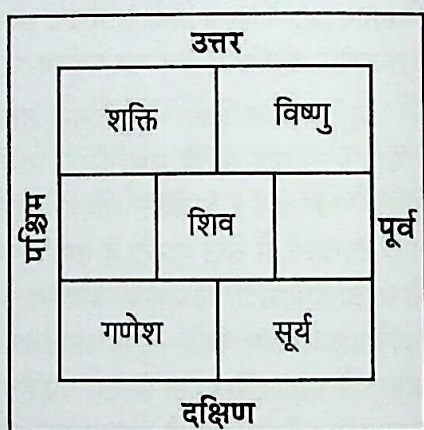 उत्तर
शक्ति विष्णु
पश्चिम शिव पूर्व
गणेश सूर्य
दक्षिण